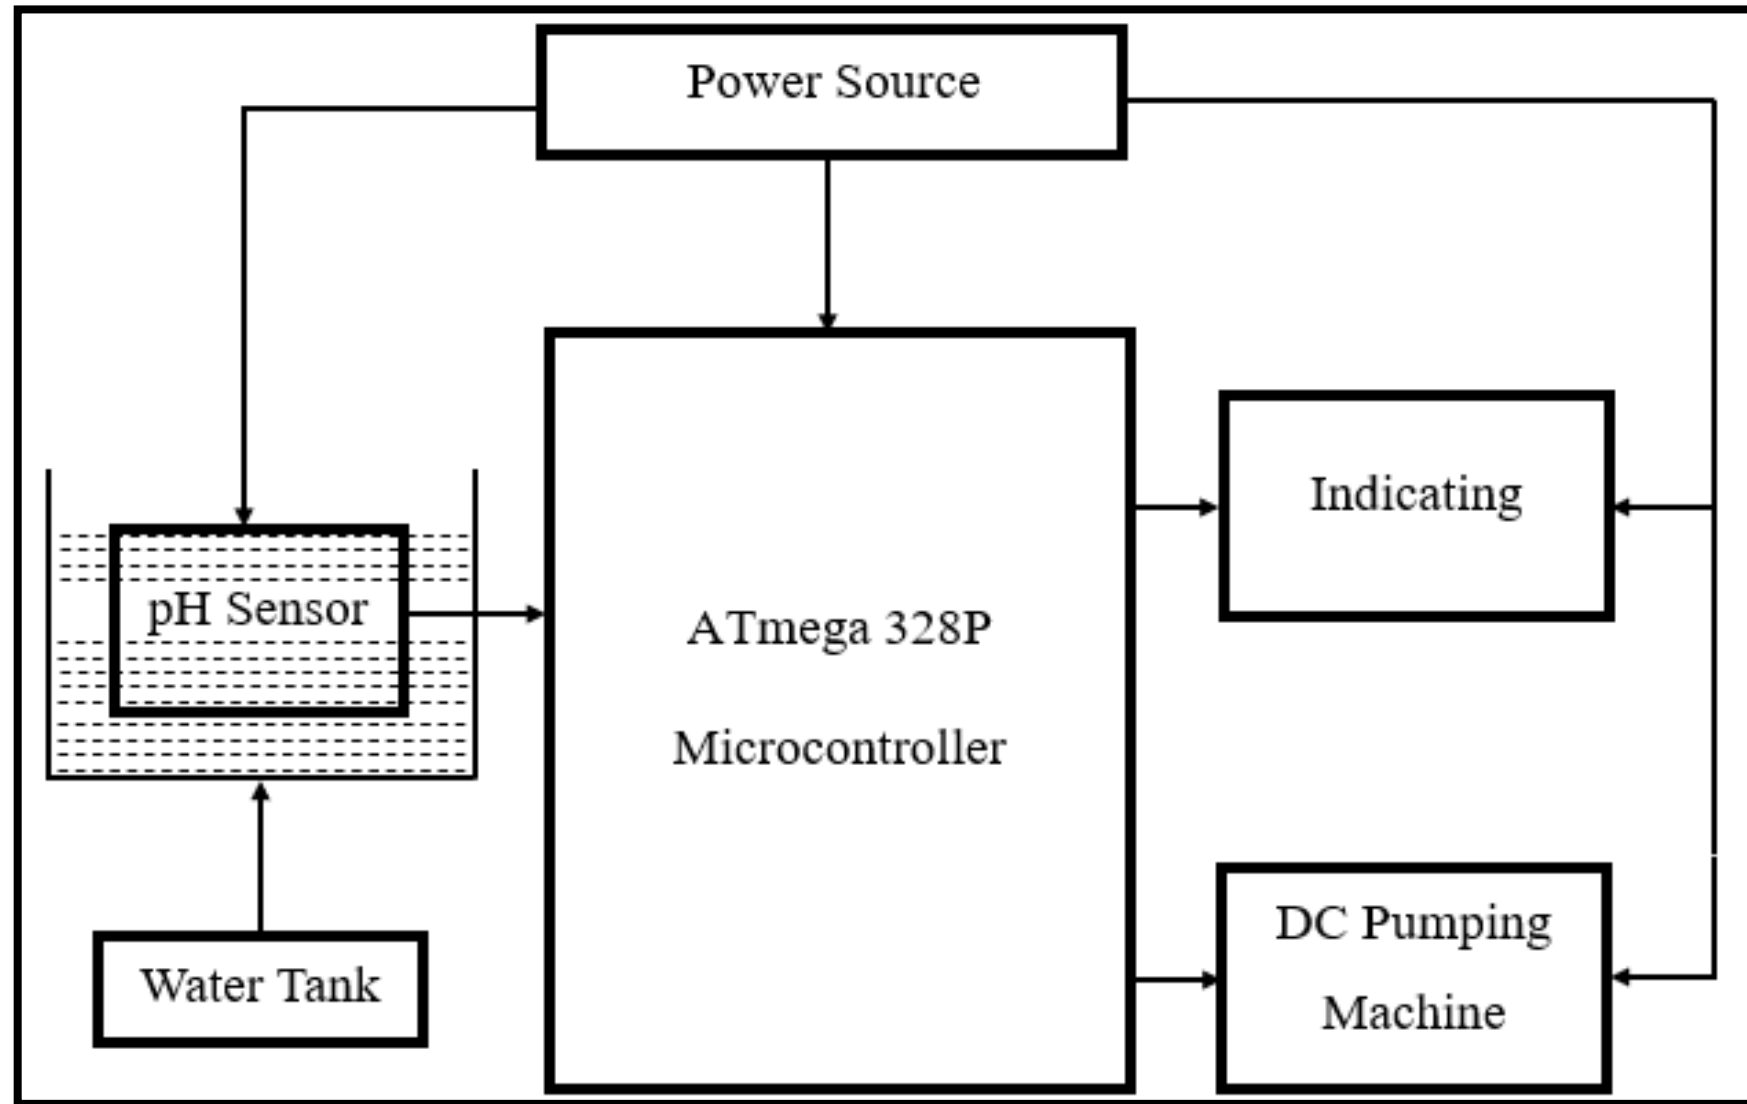 Power Source
Indicating
pH Sensor
ATmega 328P
Microcontroller
DC Pumping
Machine
Water Tank